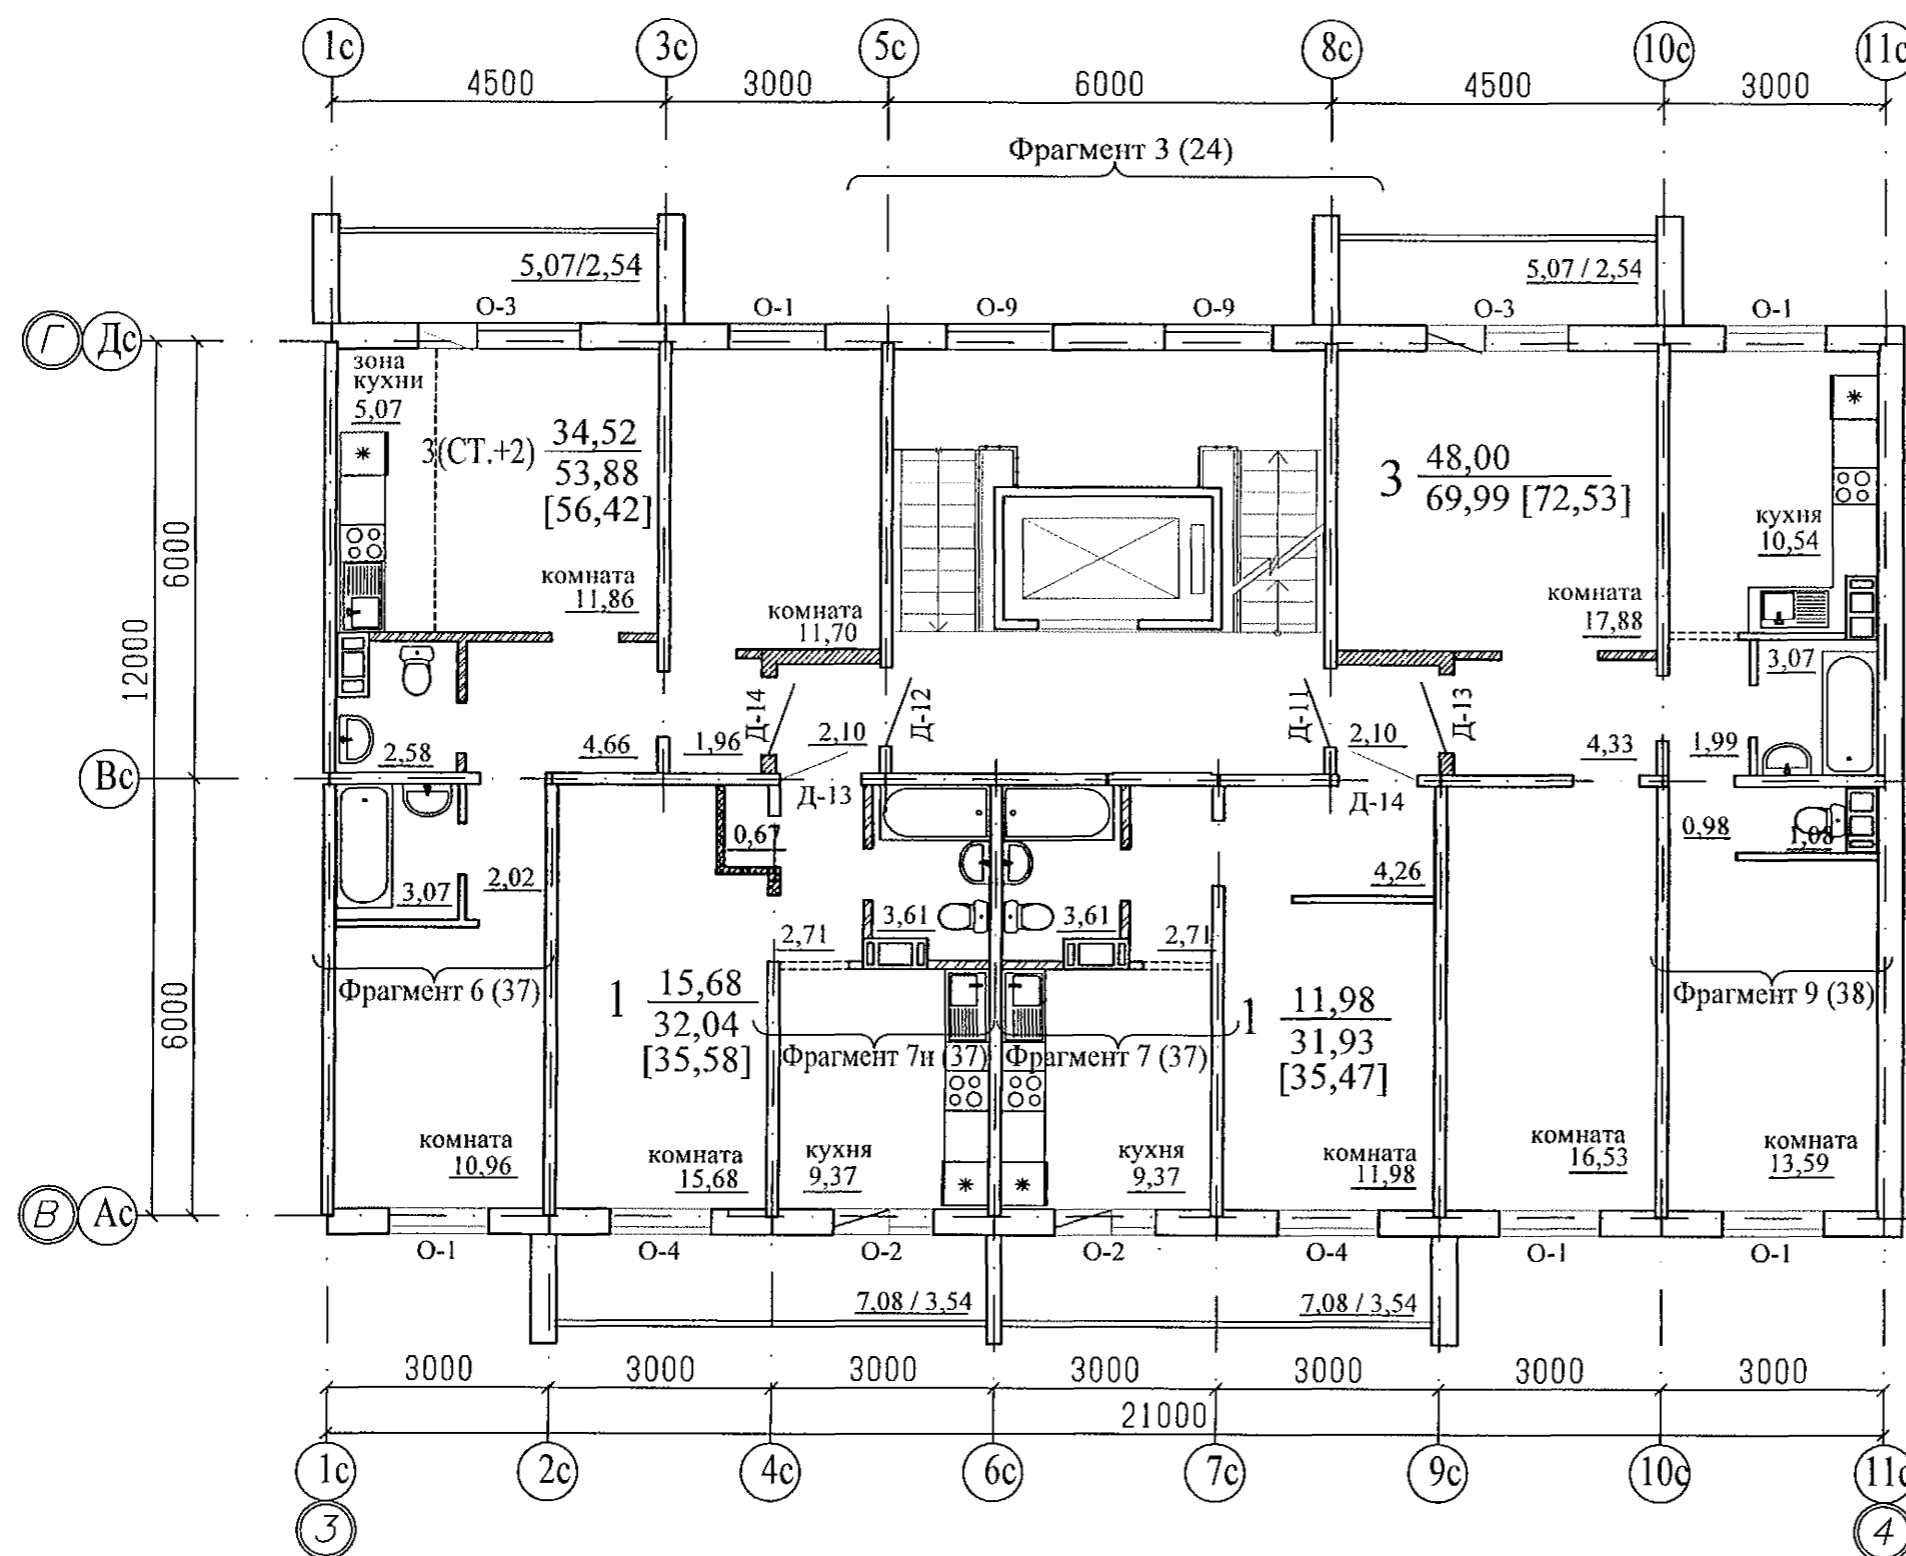 1с 3с 5с 8с 10с 11с
4500 3000 6000 4500 3000
Фрагмент 3 (24)
5,07/2,54 5,07 / 2,54
О-3 О-1 О-9 О-9 О-3 О-1
Г Дс
зона
кухни
5,07
3(СТ.+2) 34,52
53,88
[56,42]
3 48,00
69,99 [72,53]
кухня
10,54
комната
11,86
комната
11,70
комната
17,88
6000
12000
3,07
Д-14 Д-12 Д-11 Д-13
2,58 4,66 1,96 2,10 2,10 4,33 1,99
Вс
Д-13 Д-14
0,67 0,98 1,08
3,07 2,02 4,26
2,71 3,61 3,61 2,71
6000
Фрагмент 6 (37)
1 15,68
32,04
[35,58]
1 11,98
31,93
[35,47]
Фрагмент 9 (38)
Фрагмент 7н (37) Фрагмент 7 (37)
комната
10,96
комната
15,68
кухня
9,37
кухня
9,37
комната
11,98
комната
16,53
комната
13,59
В Ас
О-1 О-4 О-2 О-2 О-4 О-1 О-1
7,08 / 3,54 7,08 / 3,54
3000 3000 3000 3000 3000 3000 3000
21000
1с 2с 4с 6с 7с 9с 10с 11с
3 4